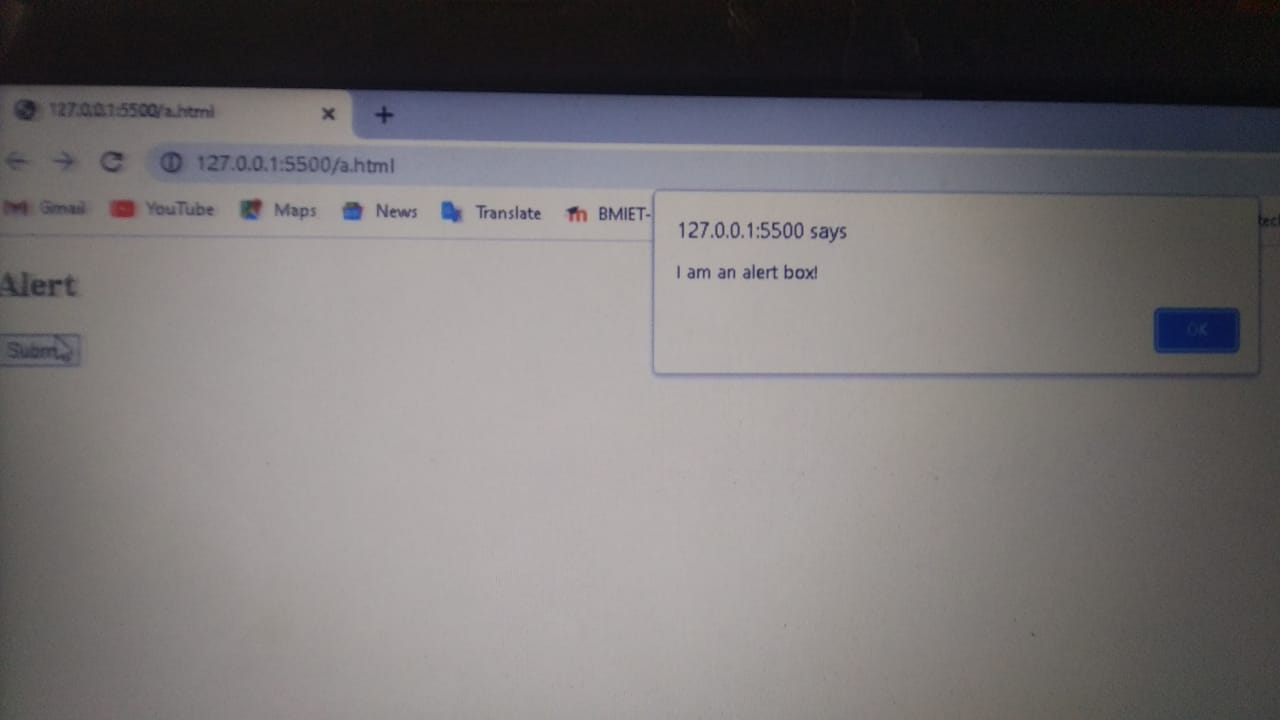 127.0.0.1:5500/a.html
127.0.0.1:5500/a.html
Gmail YouTube Maps News Translate BMIET-
127.0.0.1:5500 says
I am an alert box!
OK
Alert